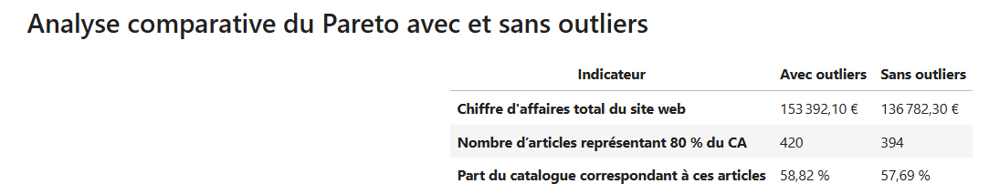 Analyse comparative du Pareto avec et sans outliers
Indicateur Avec outliers Sans outliers
Chiffre d'affaires total du site web 153 392,10 € 136 782,30 €
Nombre d’articles représentant 80 % du CA 420 394
Part du catalogue correspondant à ces articles 58,82 % 57,69 %